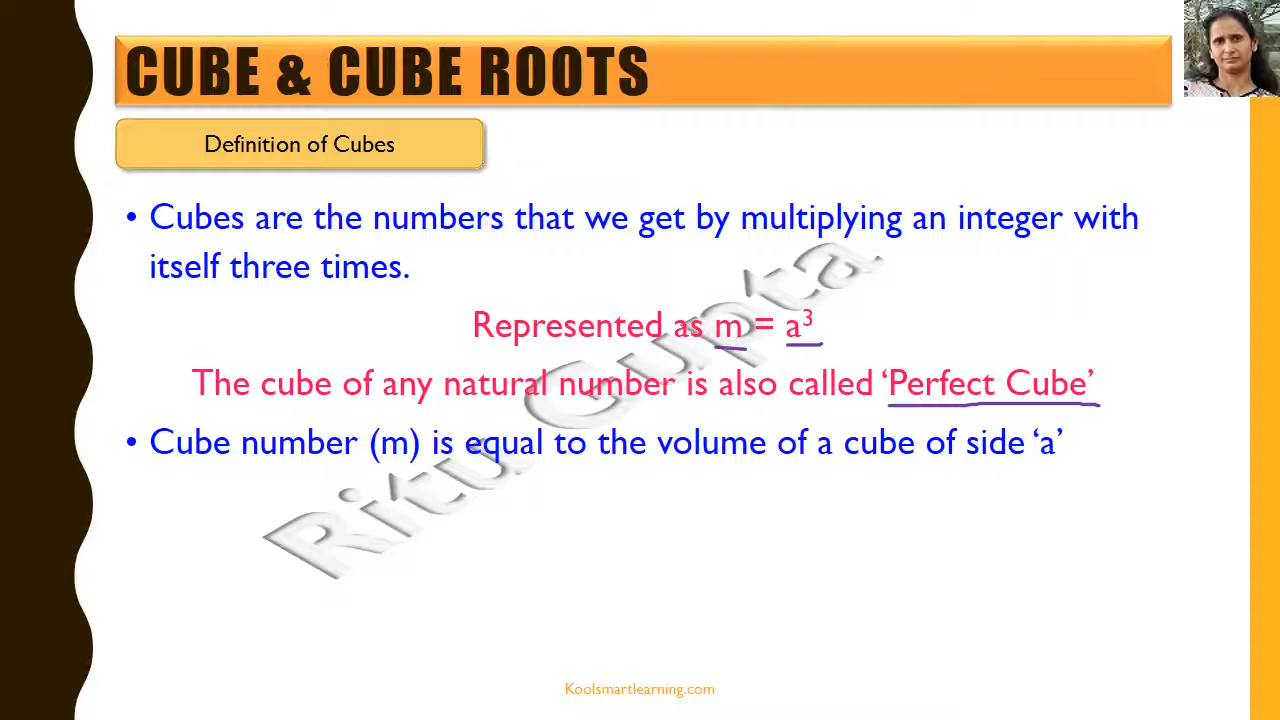 CUBE & CUBE ROOTS
Definition of Cubes
• Cubes are the numbers that we get by multiplying an integer with
itself three times.
Represented as m = a³
The cube of any natural number is also called ‘Perfect Cube’
• Cube number (m) is equal to the volume of a cube of side ‘a’
Ritu Gupta
Koolsmartlearning.com